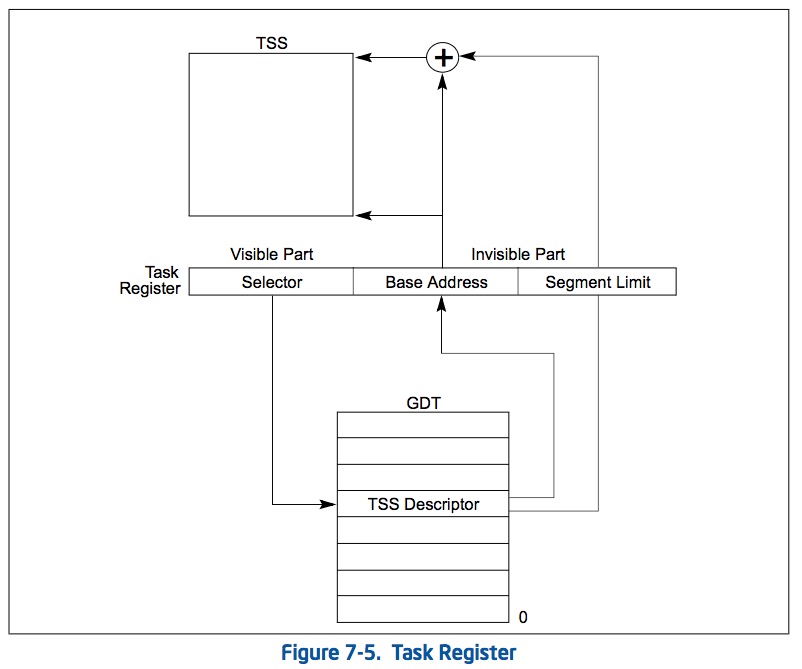 TSS
+
Visible Part
Invisible Part
Task
Register
Selector
Base Address
Segment Limit
GDT
TSS Descriptor
0
Figure 7-5. Task Register